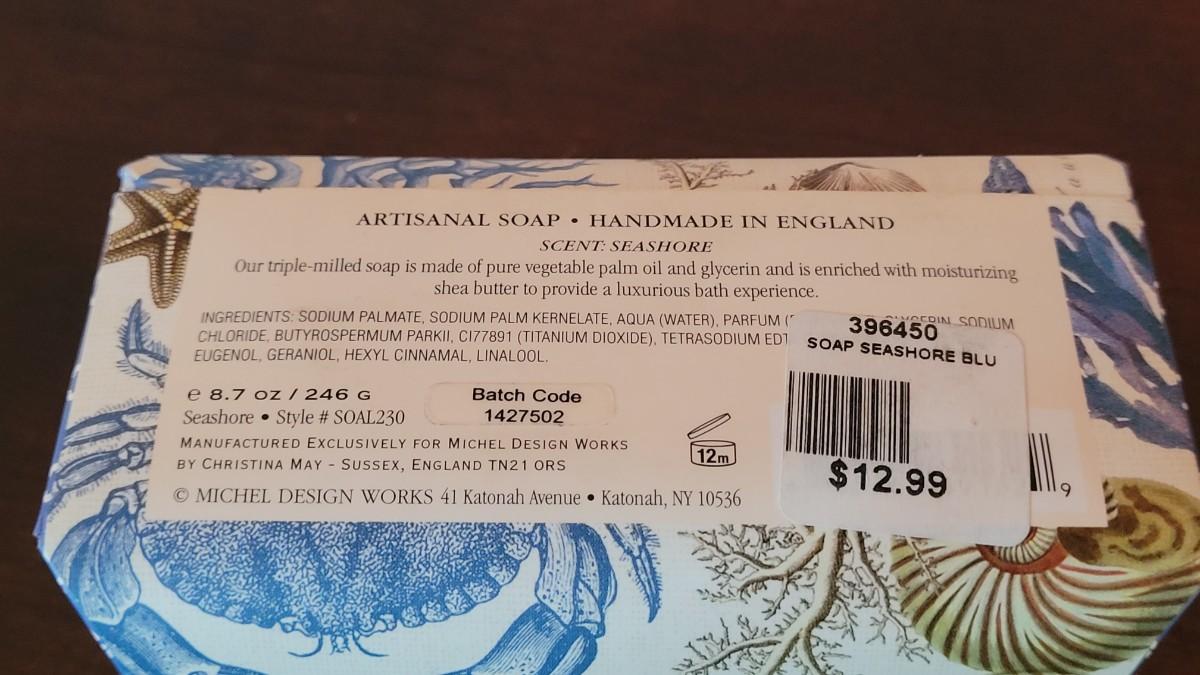 ARTISANAL SOAP • HANDMADE IN ENGLAND
SCENT: SEASHORE
Our triple-milled soap is made of pure vegetable palm oil and glycerin and is enriched with moisturizing
shea butter to provide a luxurious bath experience.
INGREDIENTS: SODIUM PALMATE, SODIUM PALM KERNELATE, AQUA (WATER), PARFUM ( GLYCERIN, SODIUM
CHLORIDE, BUTYROSPERMUM PARKII, CI77891 (TITANIUM DIOXIDE), TETRASODIUM EDT
EUGENOL, GERANIOL, HEXYL CINNAMAL, LINALOOL.
396450
SOAP SEASHORE BLU
$12.99
℮ 8.7 OZ / 246 G
Batch Code
1427502
Seashore • Style # SOAL230
MANUFACTURED EXCLUSIVELY FOR MICHEL DESIGN WORKS
BY CHRISTINA MAY - SUSSEX, ENGLAND TN21 ORS
12m
9
© MICHEL DESIGN WORKS 41 Katonah Avenue • Katonah, NY 10536